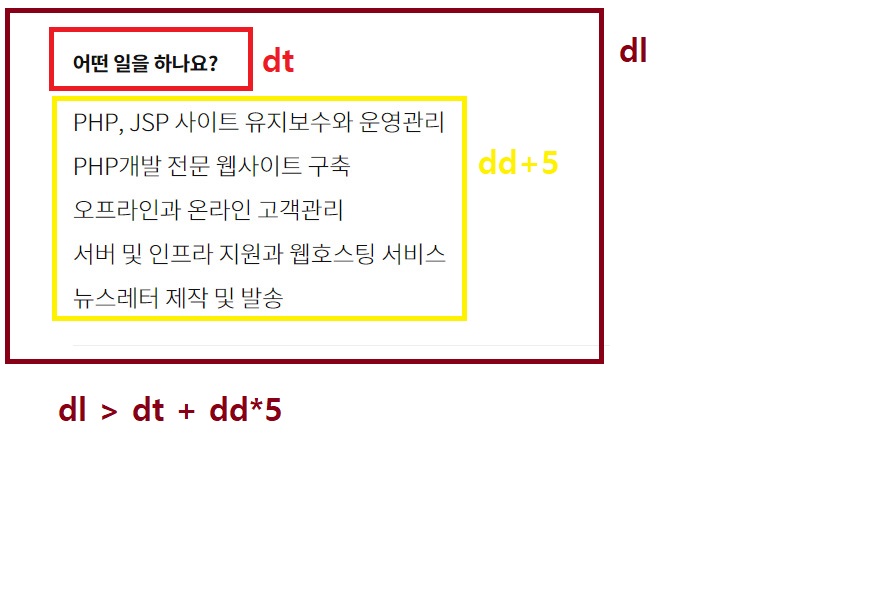 어떤 일을 하나요? dt dl
PHP, JSP 사이트 유지보수와 운영관리
PHP개발 전문 웹사이트 구축 dd+5
오프라인과 온라인 고객관리
서버 및 인프라 지원과 웹호스팅 서비스
뉴스레터 제작 및 발송
dl > dt + dd*5